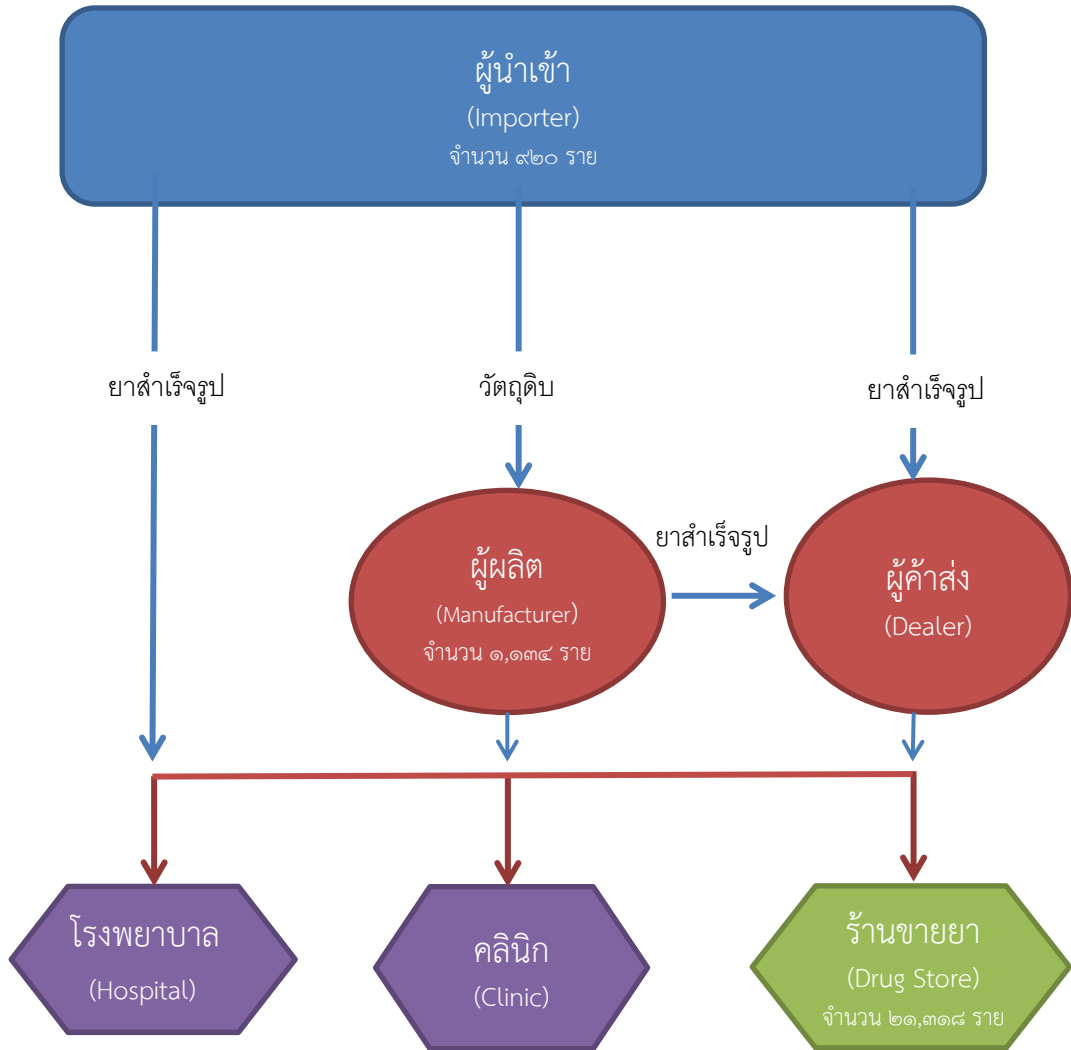 ผู้นำเข้า
(Importer)
จำนวน ๙๒๐ ราย
ยาสำเร็จรูป
วัตถุดิบ
ยาสำเร็จรูป
ยาสำเร็จรูป
ผู้ผลิต
(Manufacturer)
จำนวน ๑,๑๓๔ ราย
ผู้ค้าส่ง
(Dealer)
โรงพยาบาล
(Hospital)
คลินิก
(Clinic)
ร้านขายยา
(Drug Store)
จำนวน ๒๑,๓๑๘ ราย